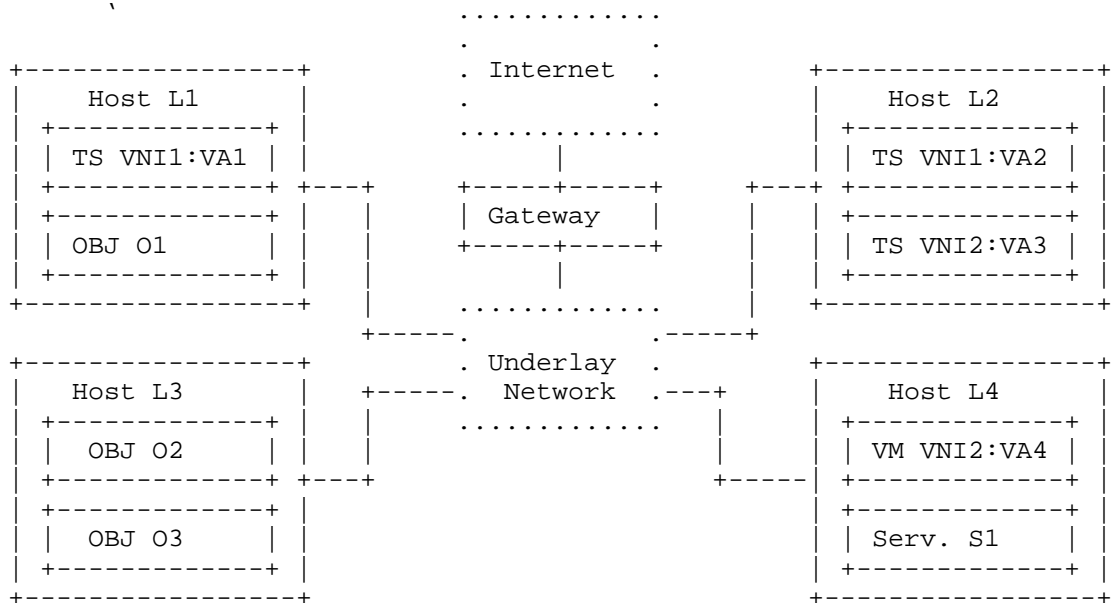 Internet
Host L1
Host L2
TS VNI1:VA1
TS VNI1:VA2
Gateway
OBJ O1
TS VNI2:VA3
Underlay
Network
Host L3
Host L4
OBJ O2
VM VNI2:VA4
OBJ O3
Serv. S1